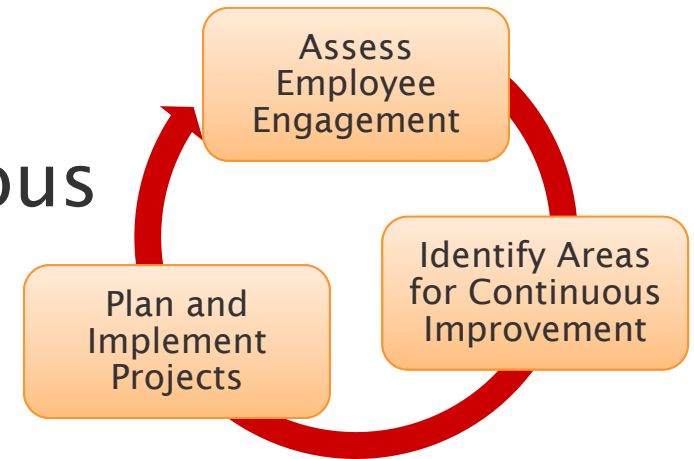 Assess
Employee
Engagement
ous
Identify Areas
for Continuous
Improvement
Plan and
Implement
Projects